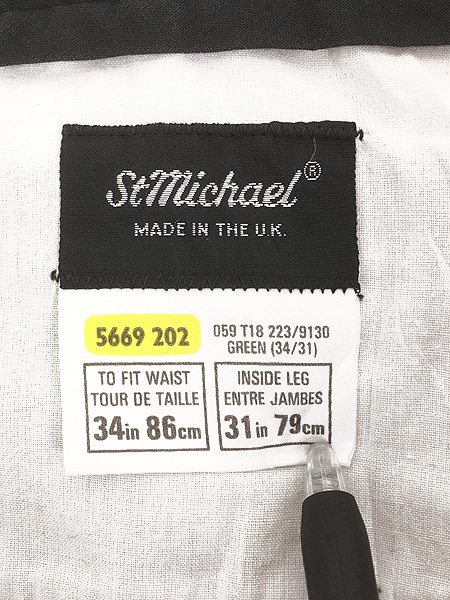 StMichael®
MADE IN THE U.K.
5669 202
059 T18 223/9130
GREEN (34/31)
TO FIT WAIST
TOUR DE TAILLE
34in 86cm
INSIDE LEG
ENTRE JAMBES
31in 79cm